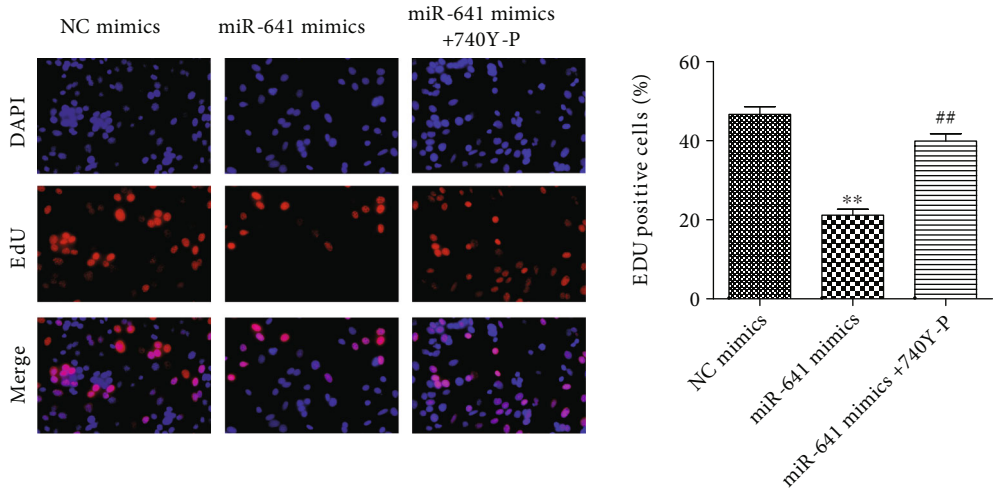 NC mimics
miR-641 mimics
miR-641 mimics
+740Y-P
DAPI
EdU
Merge
EDU positive cells (%)
60
40
20
0
**
##
NC mimics
miR-641 mimics
miR-641 mimics +740Y-P